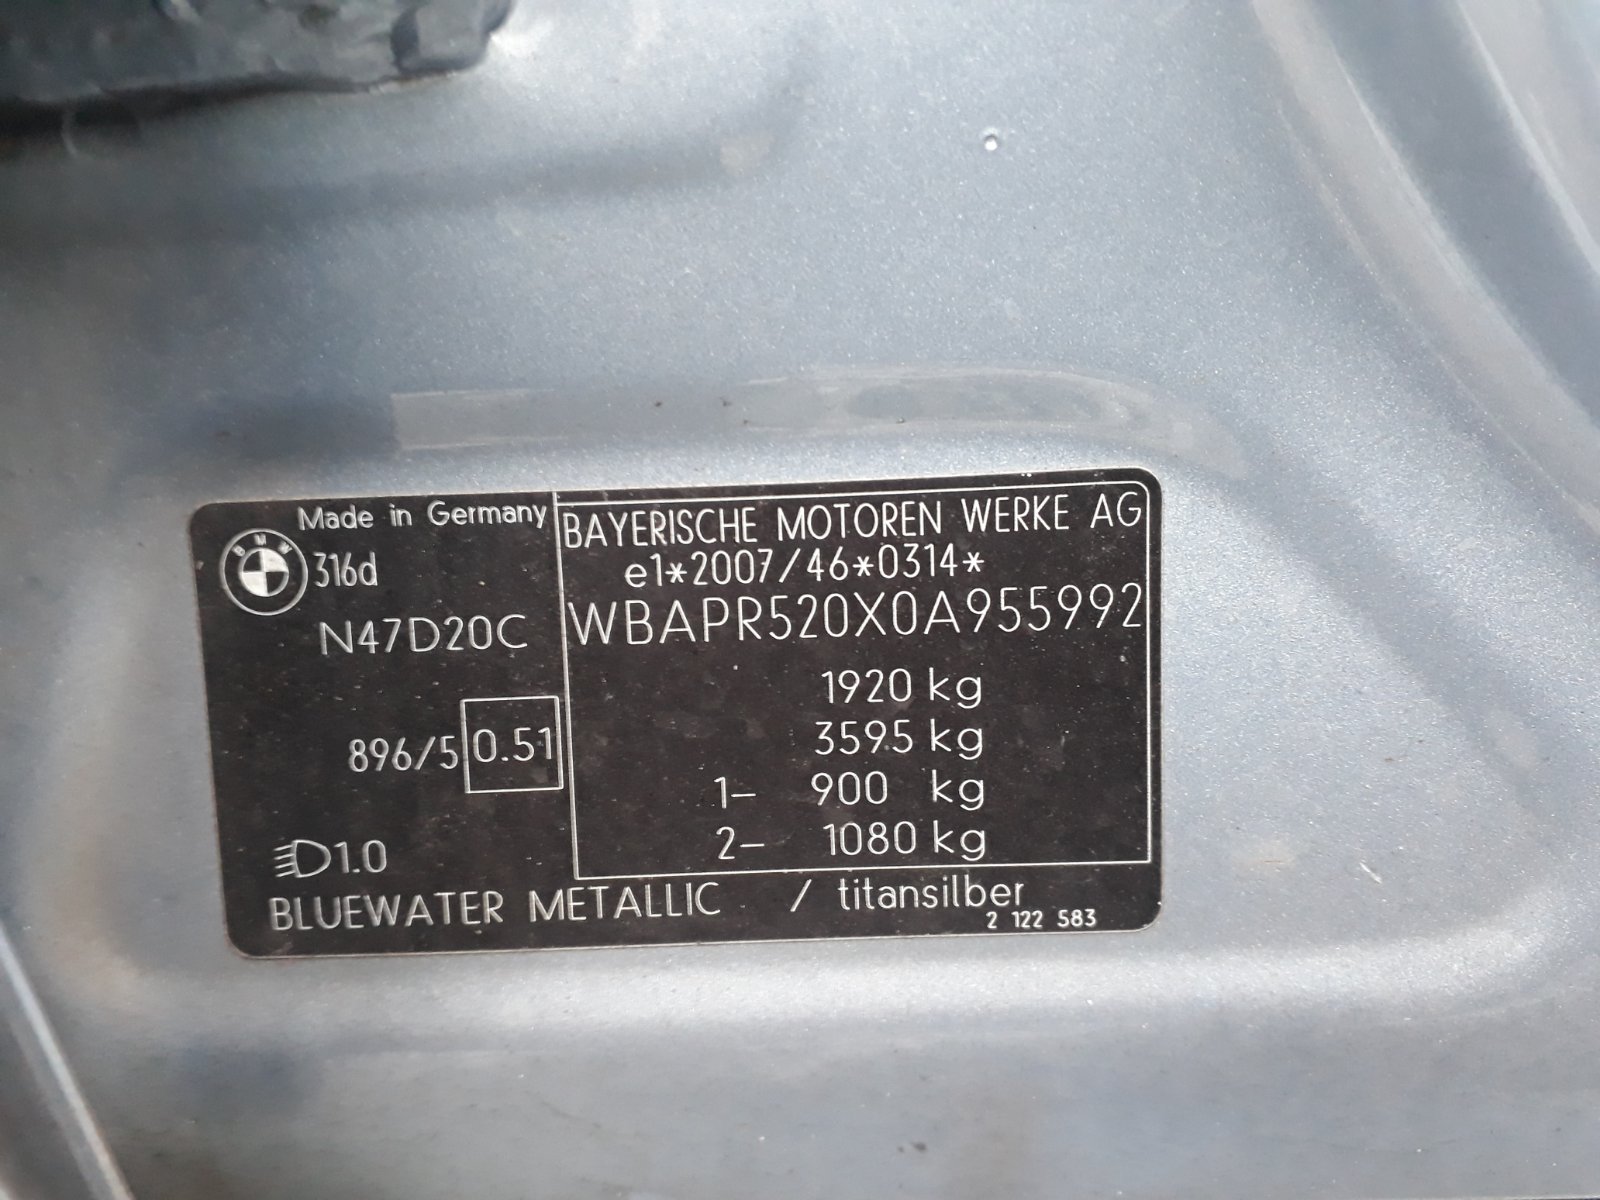 Made in Germany
BMW
316d
N47D20C
896/5 0.51
1.0
BAYERISCHE MOTOREN WERKE AG
e1*2007/46*0314*
WBAPR520X0A955992
1920 kg
3595 kg
1- 900 kg
2- 1080 kg
BLUEWATER METALLIC / titansilber
2 122 583